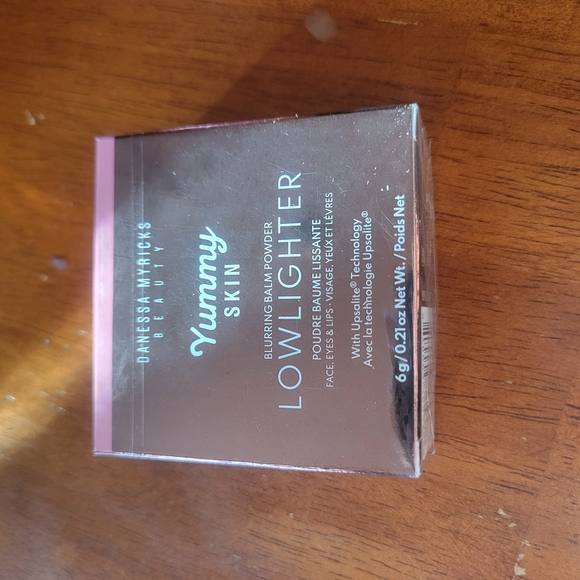 DANESSA MYRICKS
BEAUTY
Yummy
SKIN
BLURRING BALM POWDER
LOWLIGHTER
POUDRE BAUME LISSANTE
FACE, EYES & LIPS • VISAGE, YEUX ET LÈVRES
With Upsalite® Technology
Avec la technologie Upsalite®
6g/0.21oz Net Wt./Poids Net